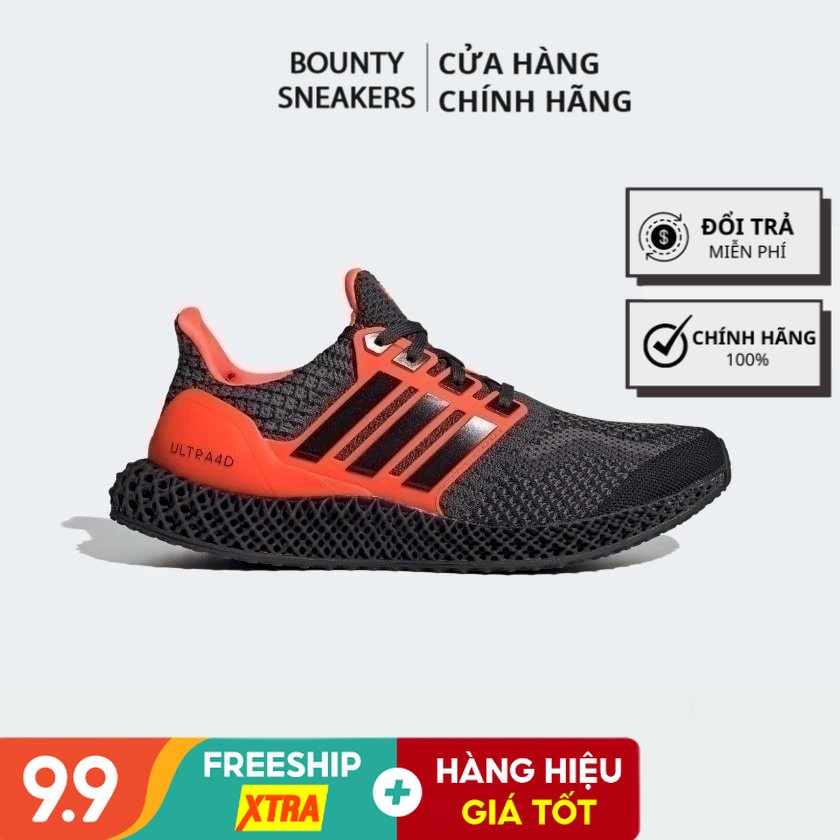 BOUNTY
SNEAKERS
CỬA HÀNG
CHÍNH HÃNG
ĐỔI TRẢ
MIỄN PHÍ
CHÍNH HÃNG
100%
ULTRA4D
9.9
FREESHIP
XTRA
HÀNG HIỆU
GIÁ TỐT